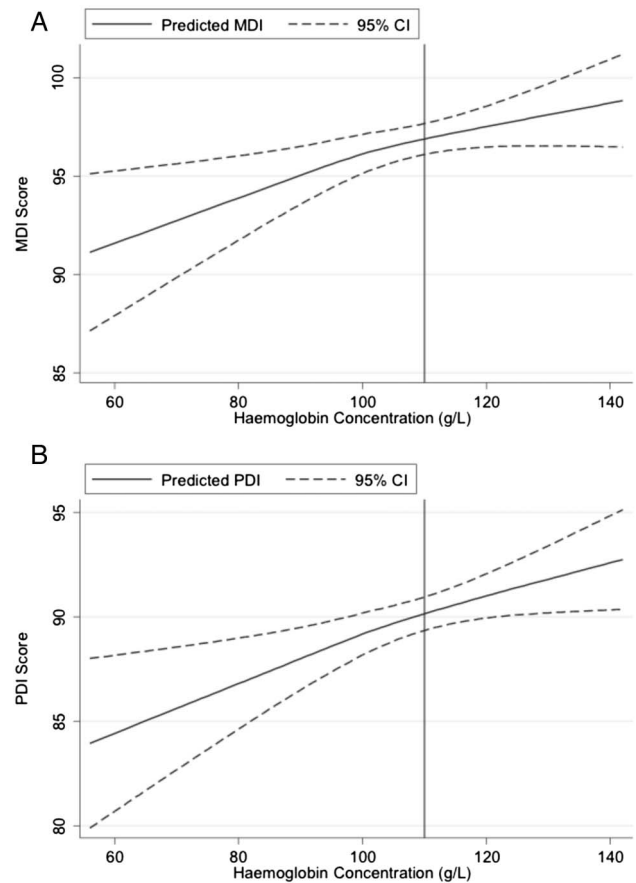 A
Predicted MDI 95% CI
MDI Score
100
95
90
85
60 80 100 120 140
Haemoglobin Concentration (g/L)
B
Predicted PDI 95% CI
PDI Score
95
90
85
80
60 80 100 120 140
Haemoglobin Concentration (g/L)